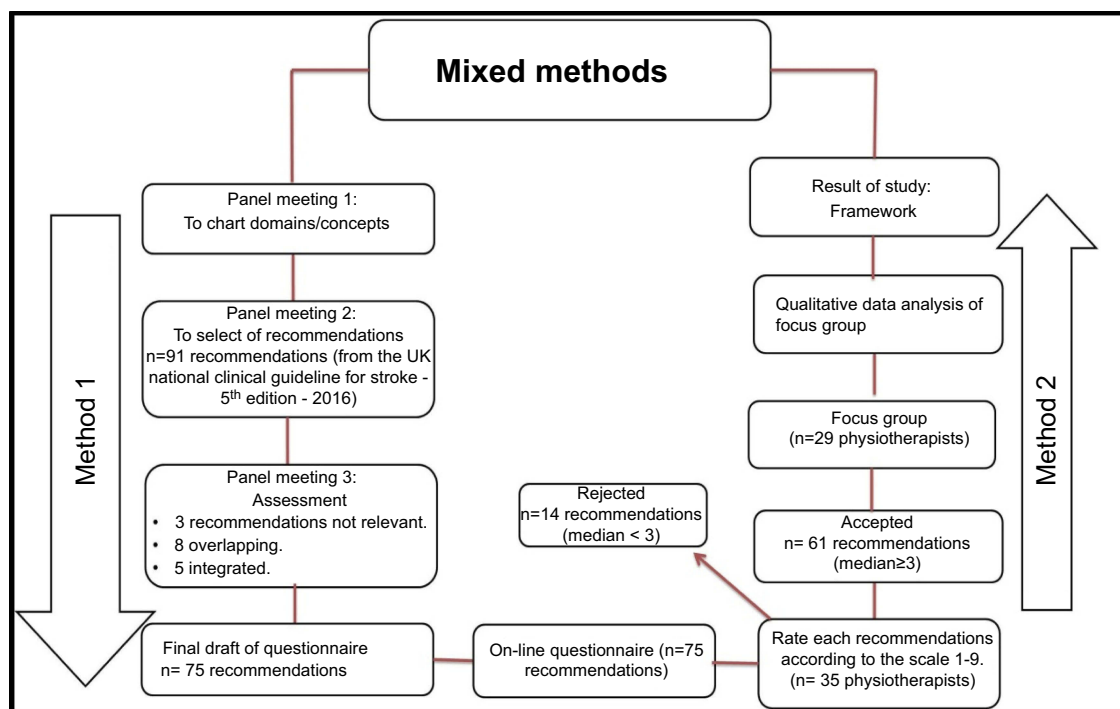 Mixed methods
Method 1
Panel meeting 1:
To chart domains/concepts
Panel meeting 2:
To select of recommendations
n=91 recommendations (from the UK
national clinical guideline for stroke -
5th edition - 2016)
Panel meeting 3:
Assessment
• 3 recommendations not relevant.
• 8 overlapping.
• 5 integrated.
Final draft of questionnaire
n= 75 recommendations
On-line questionnaire (n=75
recommendations)
Rate each recommendations
according to the scale 1-9.
(n= 35 physiotherapists)
Rejected
n=14 recommendations
(median < 3)
Accepted
n= 61 recommendations
(median≥3)
Focus group
(n=29 physiotherapists)
Qualitative data analysis of
focus group
Result of study:
Framework
Method 2